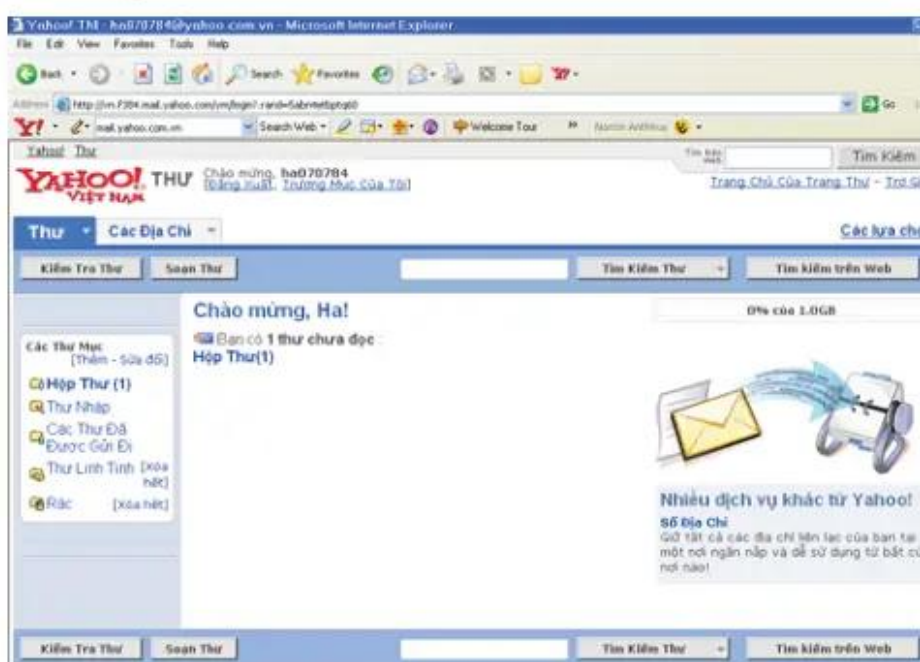 Yahoo! Thư - ha070784@yahoo.com.vn - Microsoft Internet Explorer
File Edit View Favorites Tools Help
Back Search Favorites
Address Go
mail.yahoo.com.vn Search Web Welcome Tour Norton AntiVirus
Yahoo! Thư Tìm Kiếm
YAHOO! THƯ Chào mừng, ha070784
VIỆT NAM [Đăng Xuất, Trương Mục Của Tôi] Trang Chủ Của Trang Thư - Trợ
Thư Các Địa Chỉ Các lựa
Kiểm Tra Thư Soạn Thư Tìm Kiếm Thư Tìm kiếm trên Web
Chào mừng, Ha! 0% của 1.0GB
Bạn có 1 thư chưa đọc :
Hộp Thư(1)
Các Thư Mục
[Thêm - Sửa đổi]
Hộp Thư (1)
Thư Nháp
Các Thư Đã
Được Gửi Đi
Thư Linh Tinh [Xóa
hết]
Rác [Xóa hết]
Nhiều dịch vụ khác từ Yahoo!
Sổ Địa Chỉ
Giữ tất cả các địa chỉ liên lạc của bạn tại
một nơi ngăn nắp và dễ sử dụng từ bất cứ
nơi nào!
Kiểm Tra Thư Soạn Thư Tìm Kiếm Thư Tìm kiếm trên Web